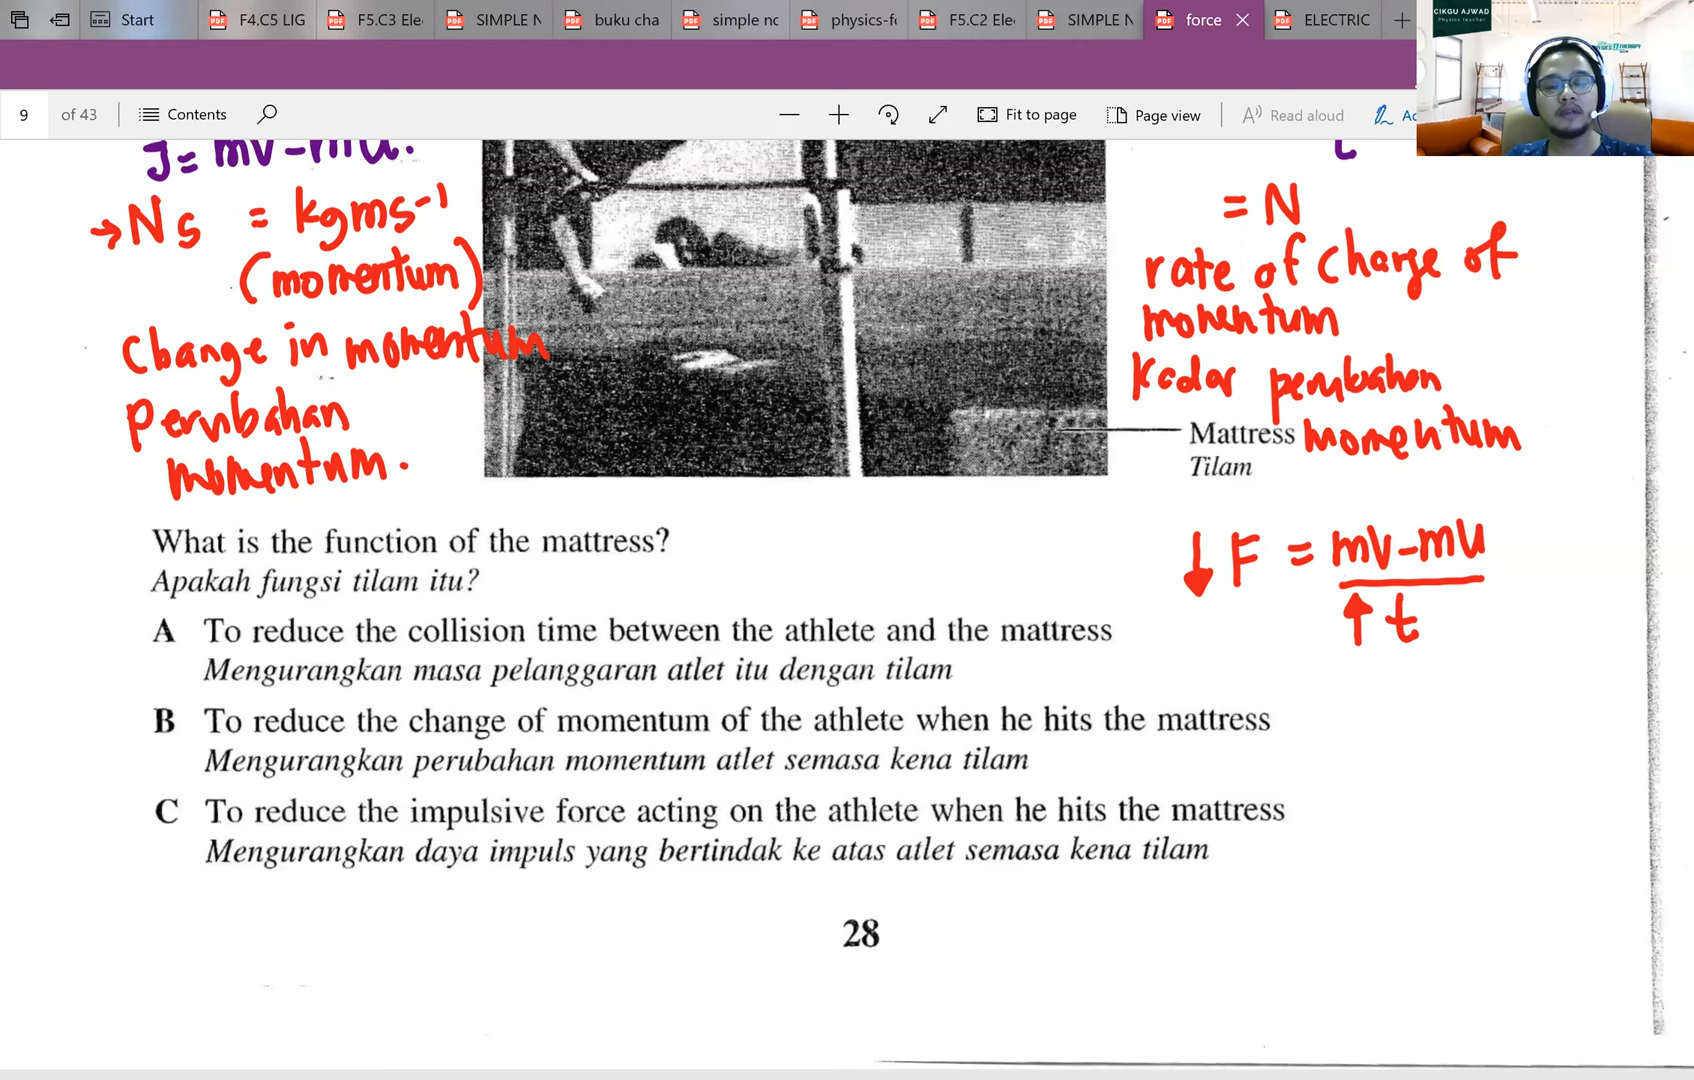 Start
F4.C5 LIG
F5.C3 Ele
SIMPLE N
buku cha
simple nc
physics-f
F5.C2 Ele
SIMPLE N
force
ELECTRIC
CIKGU AJWAD
Physics teacher
9 of 43
Contents
Fit to page
Page view
Read aloud
J = mv - mu.
→ Ns = kgms⁻¹
(momentum)
Change in momentum
Perubahan
momentum.
t
= N
rate of change of
momentum
Kadar perubahan
momentum
Mattress
Tilam
↓ F = mv - mu
↑ t
What is the function of the mattress?
Apakah fungsi tilam itu?
A To reduce the collision time between the athlete and the mattress
Mengurangkan masa pelanggaran atlet itu dengan tilam
B To reduce the change of momentum of the athlete when he hits the mattress
Mengurangkan perubahan momentum atlet semasa kena tilam
C To reduce the impulsive force acting on the athlete when he hits the mattress
Mengurangkan daya impuls yang bertindak ke atas atlet semasa kena tilam
28